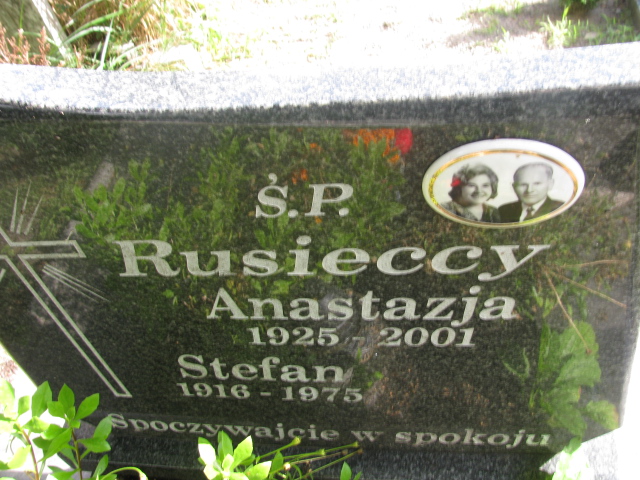 Ś.P.
Rusieccy
Anastazja
1925 - 2001
Stefan
1916 - 1975
Spoczywajcie w spokoju